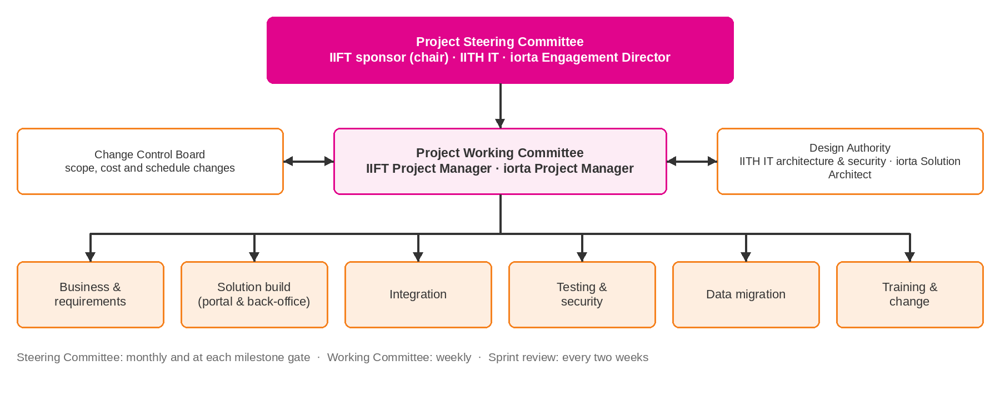 Project Steering Committee
IIFT sponsor (chair) · IITH IT · iorta Engagement Director
Change Control Board
scope, cost and schedule changes
Project Working Committee
IIFT Project Manager · iorta Project Manager
Design Authority
IITH IT architecture & security · iorta Solution
Architect
Business &
requirements
Solution build
(portal & back-office)
Integration
Testing &
security
Data migration
Training &
change
Steering Committee: monthly and at each milestone gate · Working Committee: weekly · Sprint review: every two weeks